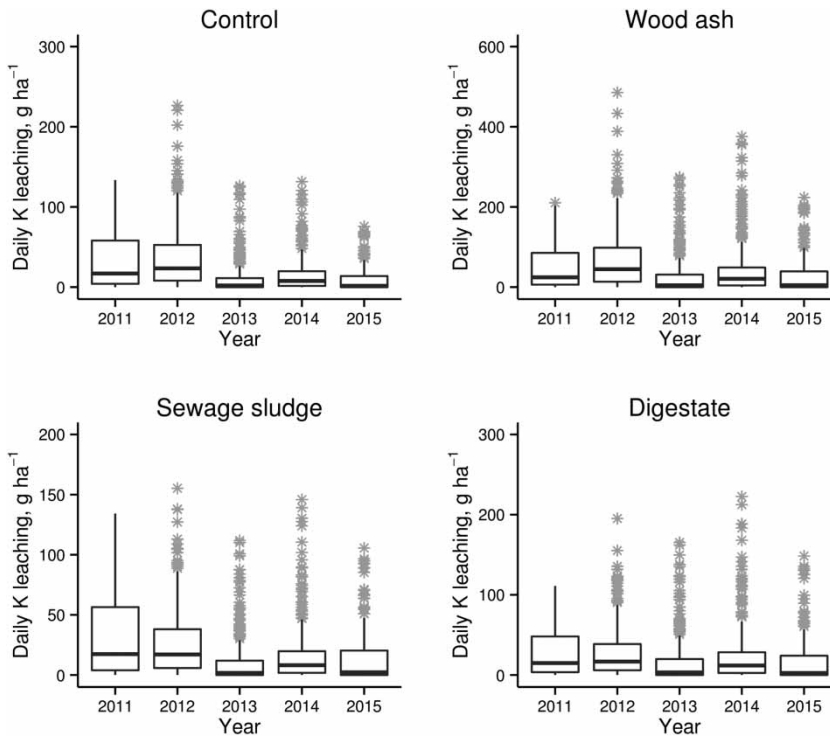 Control
Daily K leaching, g ha⁻¹
300
200
100
0
2011 2012 2013 2014 2015
Year
Wood ash
Daily K leaching, g ha⁻¹
600
400
200
0
2011 2012 2013 2014 2015
Year
Sewage sludge
Daily K leaching, g ha⁻¹
200
150
100
50
0
2011 2012 2013 2014 2015
Year
Digestate
Daily K leaching, g ha⁻¹
300
200
100
0
2011 2012 2013 2014 2015
Year